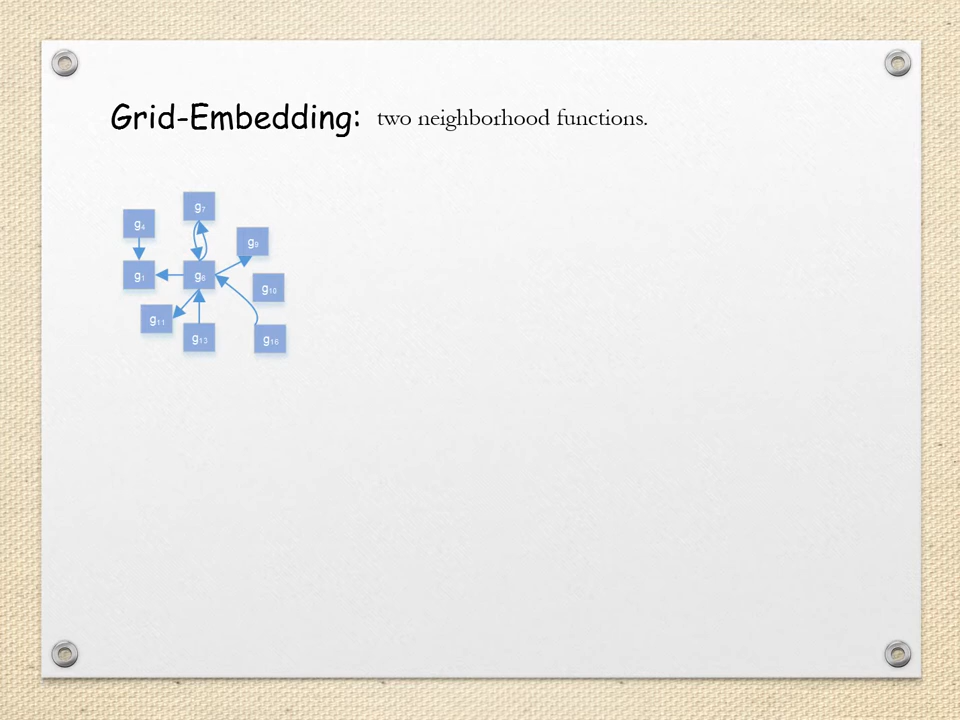 Grid-Embedding: two neighborhood functions.
g7
g4
g9
g1
g6
g10
g11
g13
g16